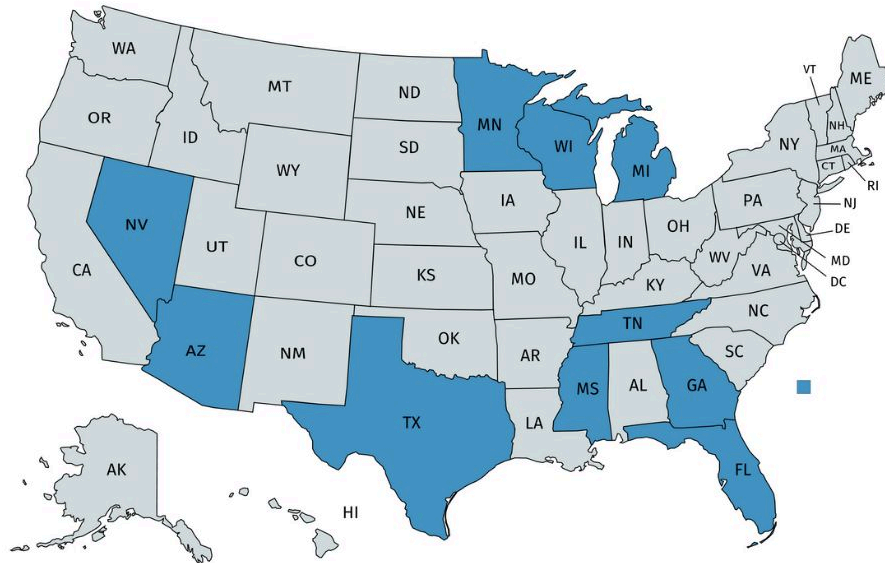 WA
MT
ND
MN
VT
ME
OR
ID
SD
WI
MI
NY
NH
MA
CT
RI
WY
IA
PA
NJ
NV
UT
NE
IL
IN
OH
DE
CA
CO
KS
MO
WV
VA
MD
KY
DC
AZ
NM
OK
TN
NC
AR
SC
TX
MS
AL
GA
LA
AK
FL
HI